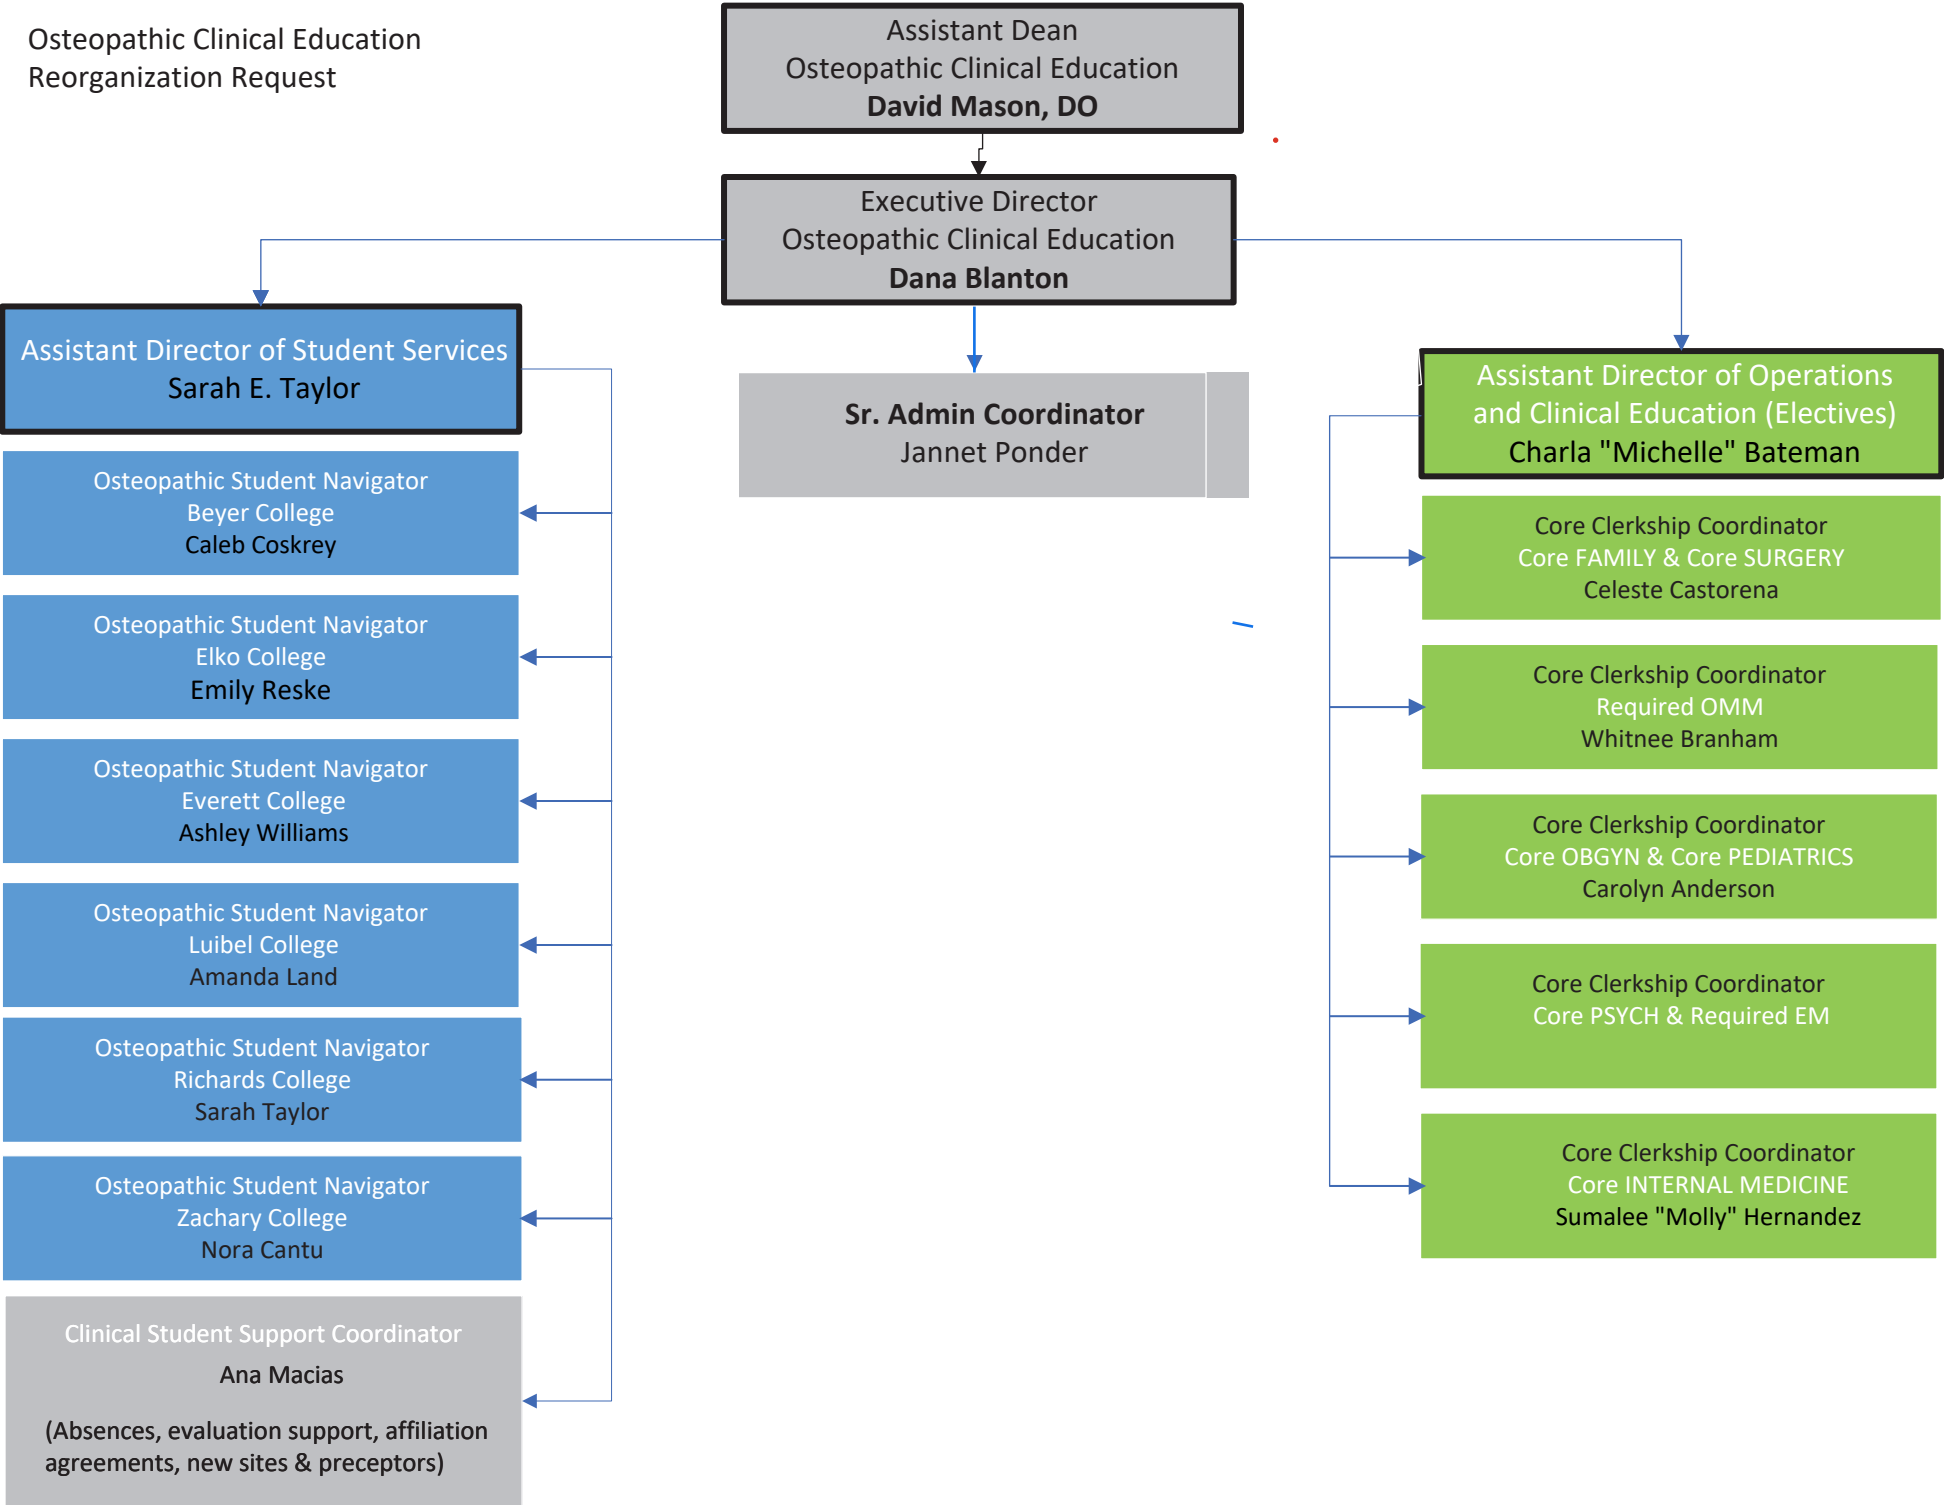 Osteopathic Clinical Education
Reorganization Request
Assistant Dean
Osteopathic Clinical Education
David Mason, DO
Executive Director
Osteopathic Clinical Education
Dana Blanton
Sr. Admin Coordinator
Jannet Ponder
Assistant Director of Student Services
Sarah E. Taylor
Osteopathic Student Navigator
Beyer College
Caleb Coskrey
Osteopathic Student Navigator
Elko College
Emily Reske
Osteopathic Student Navigator
Everett College
Ashley Williams
Osteopathic Student Navigator
Luibel College
Amanda Land
Osteopathic Student Navigator
Richards College
Sarah Taylor
Osteopathic Student Navigator
Zachary College
Nora Cantu
Clinical Student Support Coordinator
Ana Macias
(Absences, evaluation support, affiliation
agreements, new sites & preceptors)
Assistant Director of Operations
and Clinical Education (Electives)
Charla "Michelle" Bateman
Core Clerkship Coordinator
Core FAMILY & Core SURGERY
Celeste Castorena
Core Clerkship Coordinator
Required OMM
Whitnee Branham
Core Clerkship Coordinator
Core OBGYN & Core PEDIATRICS
Carolyn Anderson
Core Clerkship Coordinator
Core PSYCH & Required EM
Core Clerkship Coordinator
Core INTERNAL MEDICINE
Sumalee "Molly" Hernandez